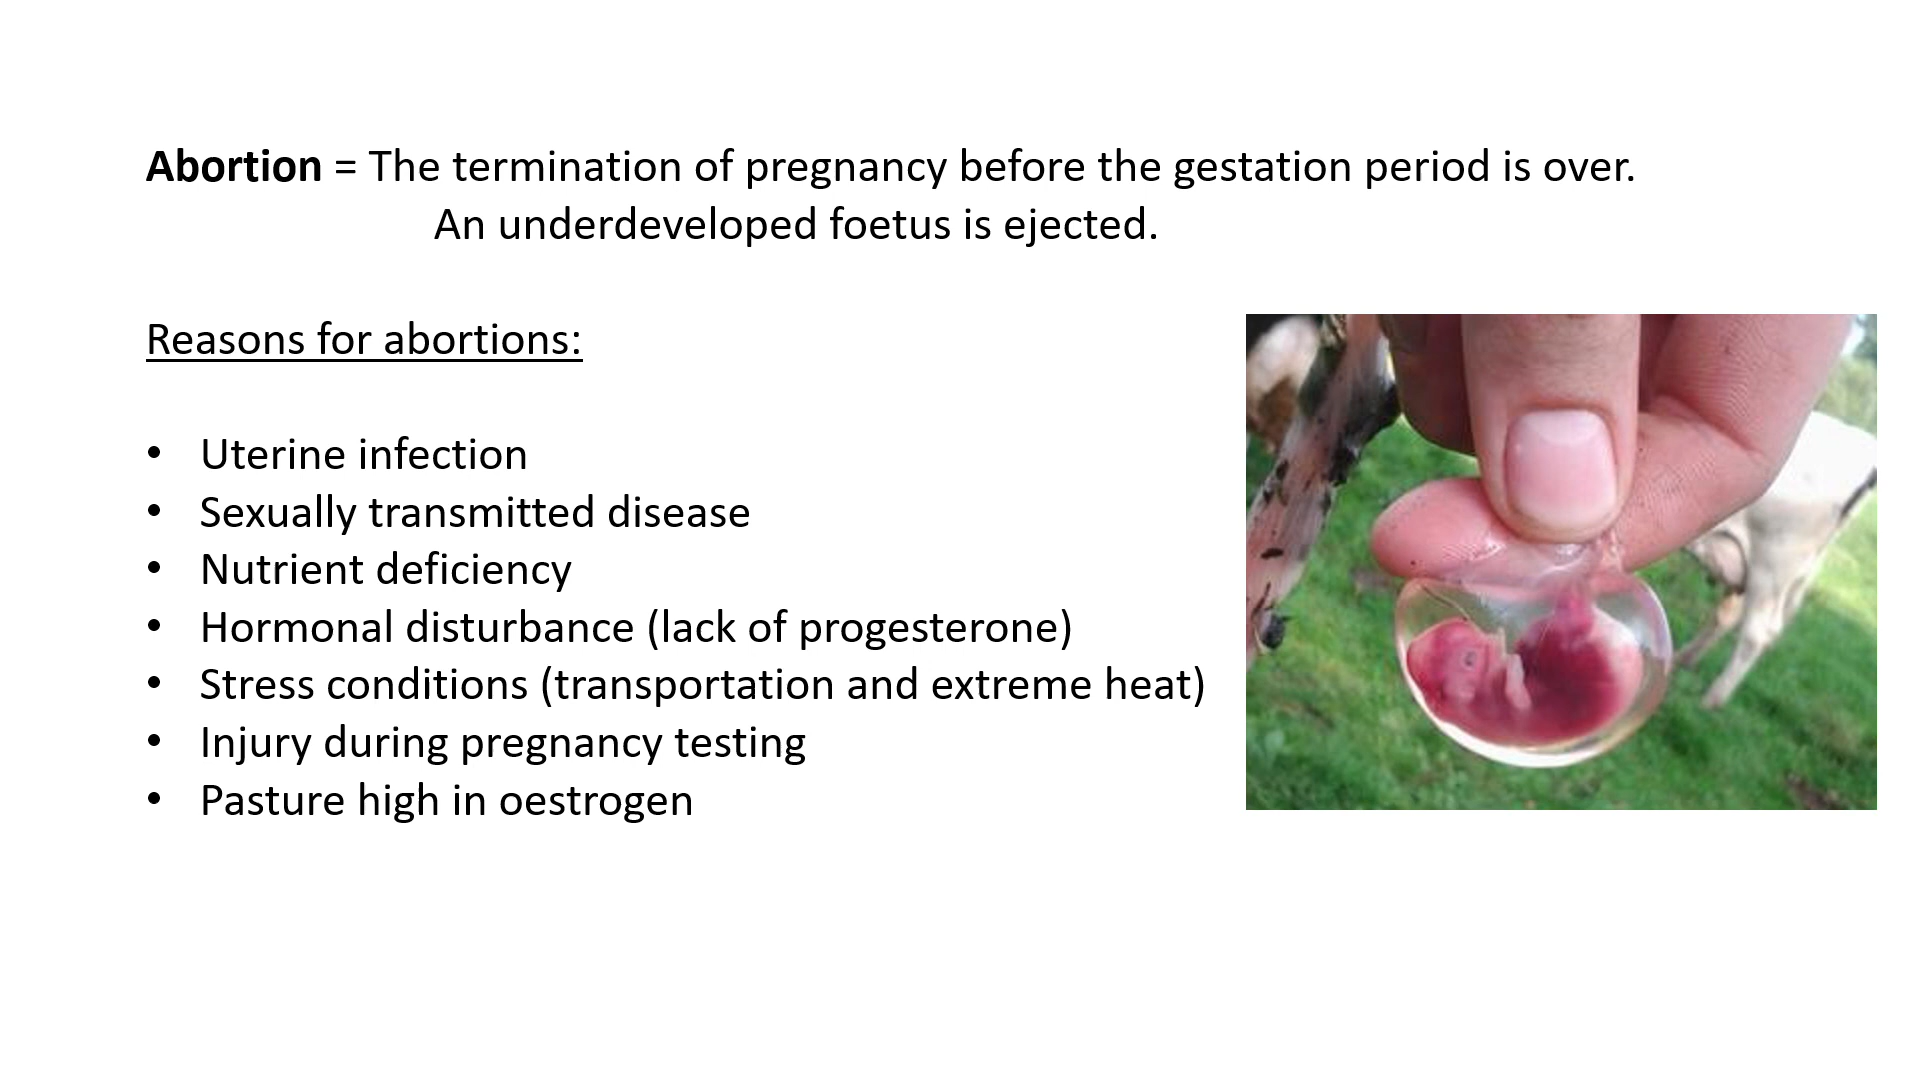 Abortion = The termination of pregnancy before the gestation period is over.
An underdeveloped foetus is ejected.
Reasons for abortions:
• Uterine infection
• Sexually transmitted disease
• Nutrient deficiency
• Hormonal disturbance (lack of progesterone)
• Stress conditions (transportation and extreme heat)
• Injury during pregnancy testing
• Pasture high in oestrogen